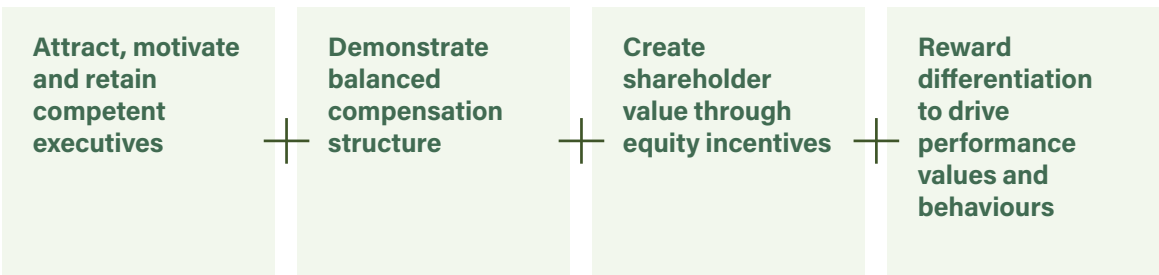 Attract, motivate
and retain
competent
executives
Demonstrate
balanced
compensation
structure
Create
shareholder
value through
equity incentives
Reward
differentiation
to drive
performance
values and
behaviours